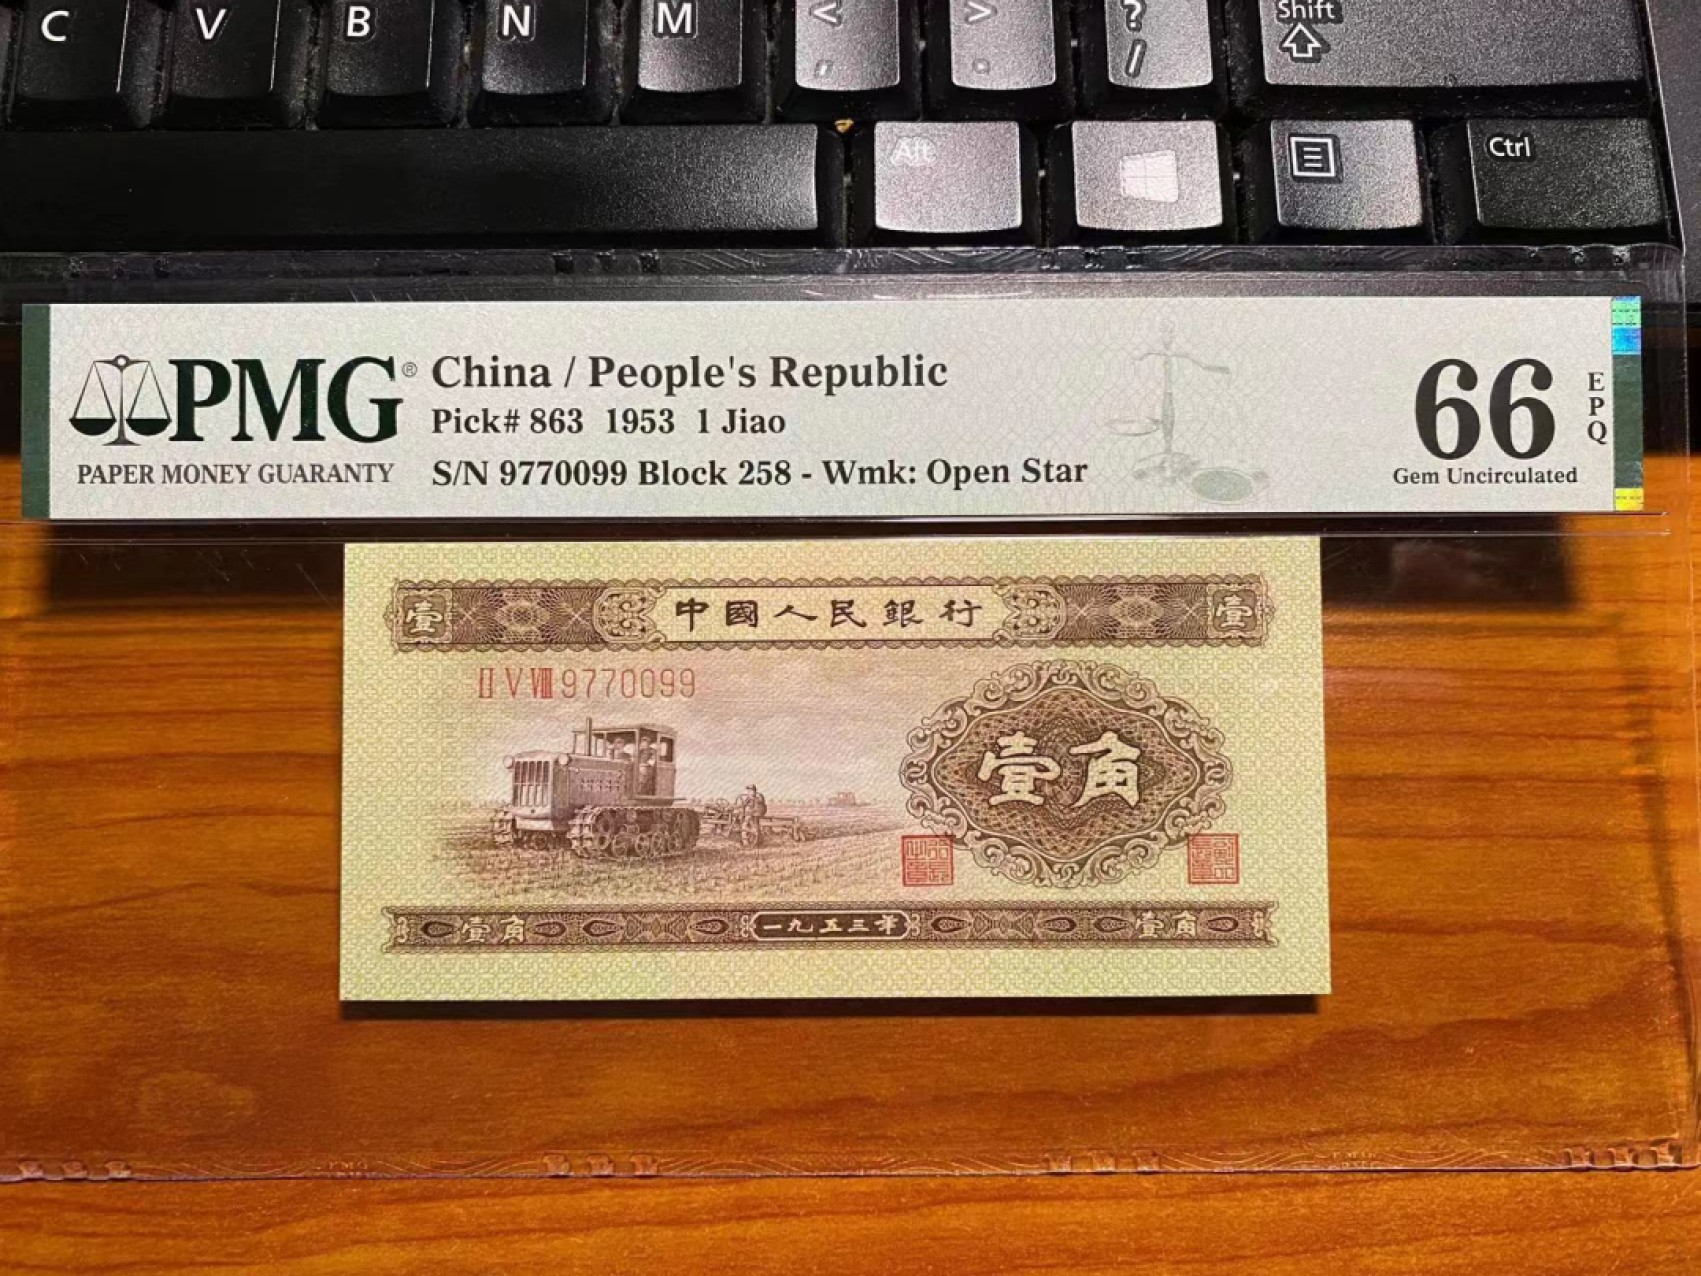 C V B N M < , > . ? / Shift
Alt Ctrl
PMG®
PAPER MONEY GUARANTY
China / People's Republic
Pick# 863 1953 1 Jiao
S/N 9770099 Block 258 - Wmk: Open Star
66
EPQ
Gem Uncirculated
壹 中國人民銀行 壹
II V VIII 9770099
壹角
壹角 一九五三年 壹角